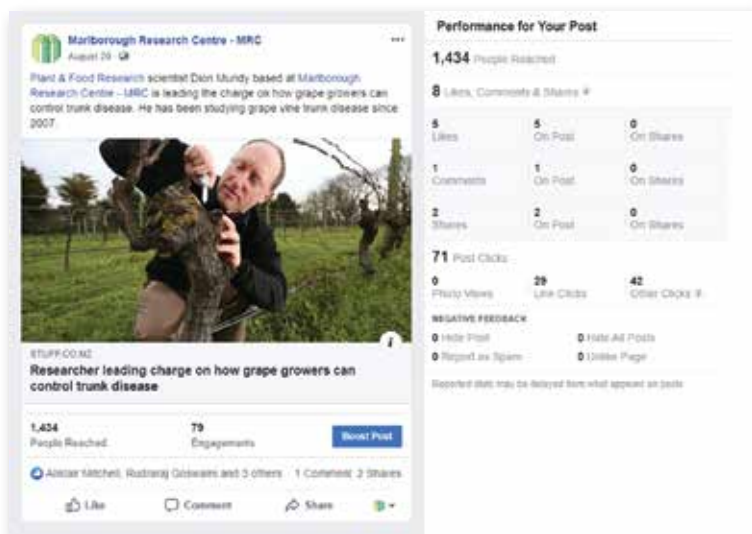 Marlborough Research Centre - MRC
August 29
Plant & Food Research scientist Dion Mundy based at Marlborough
Research Centre - MRC is leading the charge on how grape growers can
control trunk disease. He has been studying grape vine trunk disease since
2007.
STUFF.CO.NZ
Researcher leading charge on how grape growers can
control trunk disease
1,434
People Reached
79
Engagements
Boost Post
Alistair Mitchell, Rudraraj Goswami and 3 others 1 Comment 2 Shares
Like Comment Share
Performance for Your Post
1,434 People Reached
8 Likes, Comments & Shares
5
Likes
5
On Post
0
On Shares
1
Comments
1
On Post
0
On Shares
2
Shares
2
On Post
0
On Shares
71 Post Clicks
0
Photo Views
29
Link Clicks
42
Other Clicks
NEGATIVE FEEDBACK
0 Hide Post 0 Hide All Posts
0 Report as Spam 0 Unlike Page
Reported stats may be delayed from what appears on posts